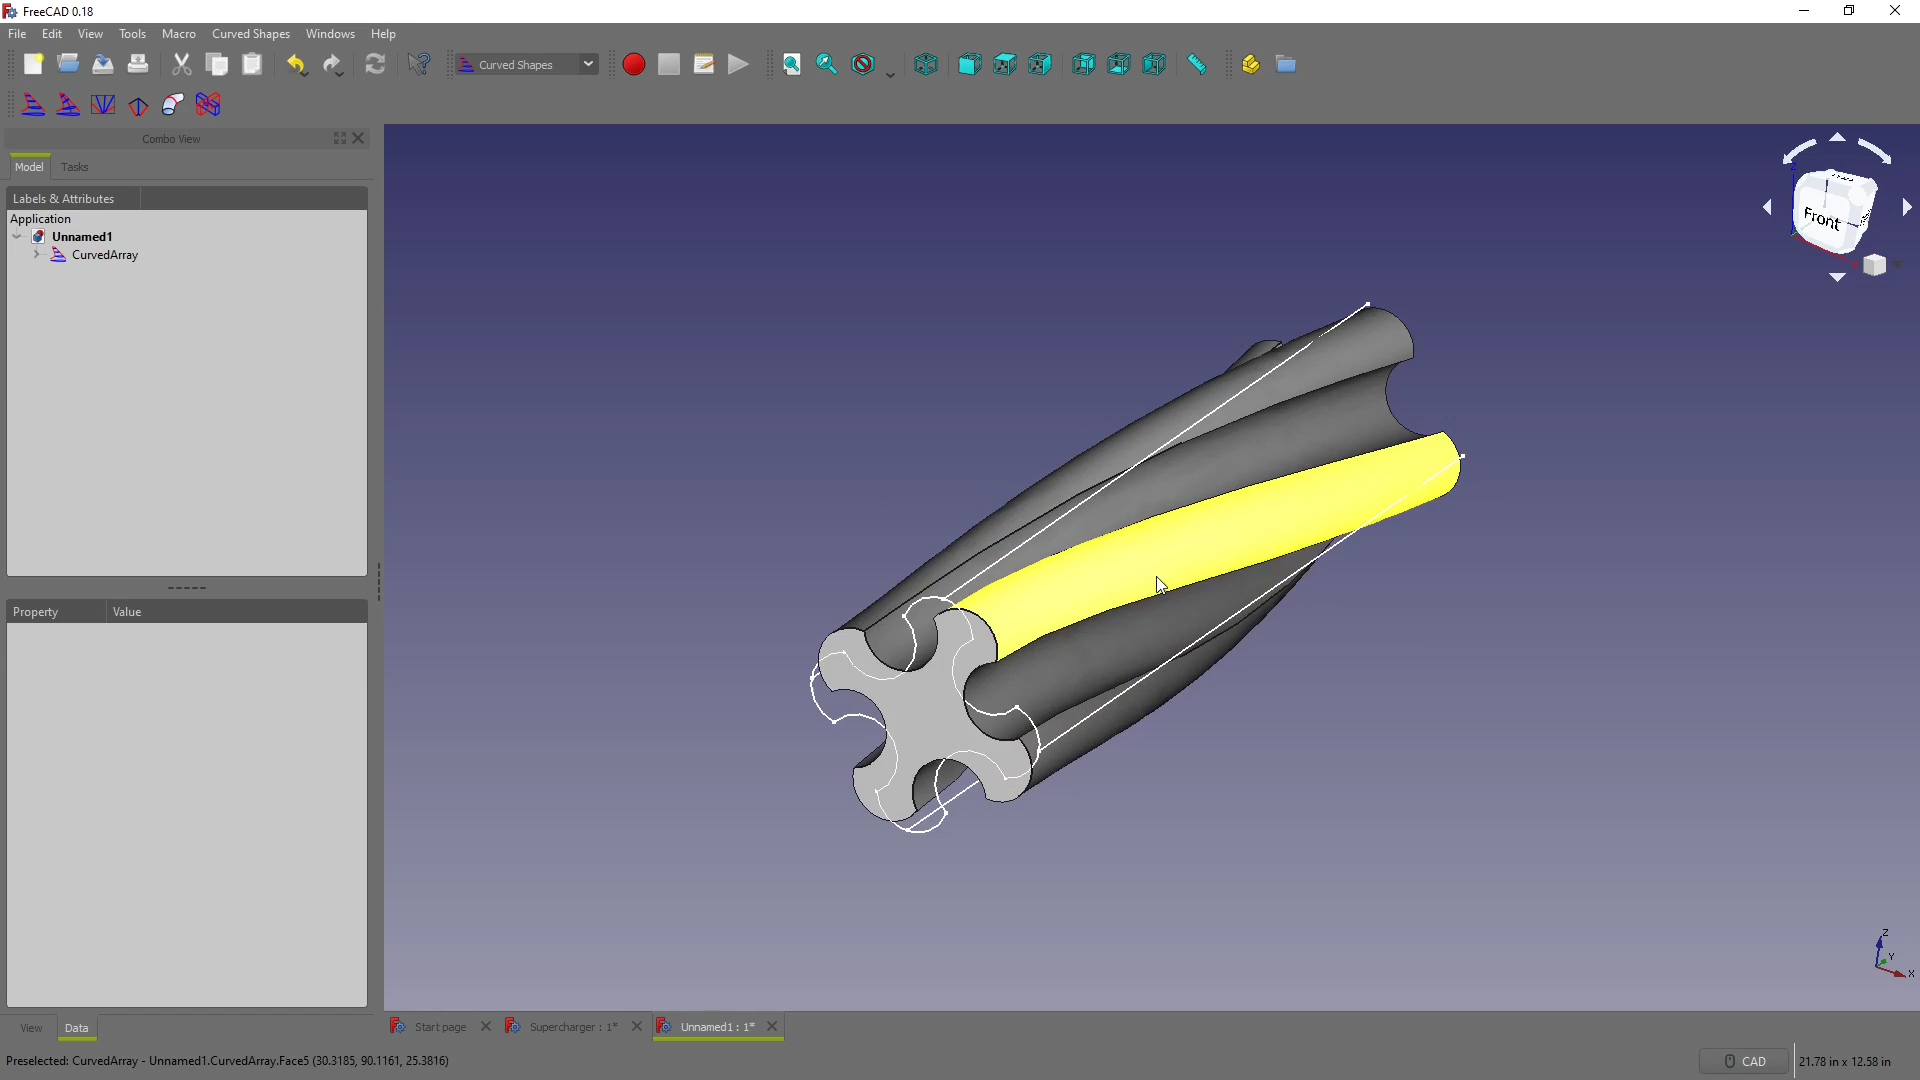 FreeCAD 0.18
File Edit View Tools Macro Curved Shapes Windows Help
Curved Shapes
Combo View
Model Tasks
Labels & Attributes
Application
Unnamed1
CurvedArray
Front
Property Value
Z
Y
X
View Data
Start page Supercharger : 1* Unnamed1 : 1*
Preselected: CurvedArray - Unnamed1.CurvedArray.Face5 (30.3185, 90.1161, 25.3816)
CAD 21.78 in x 12.58 in